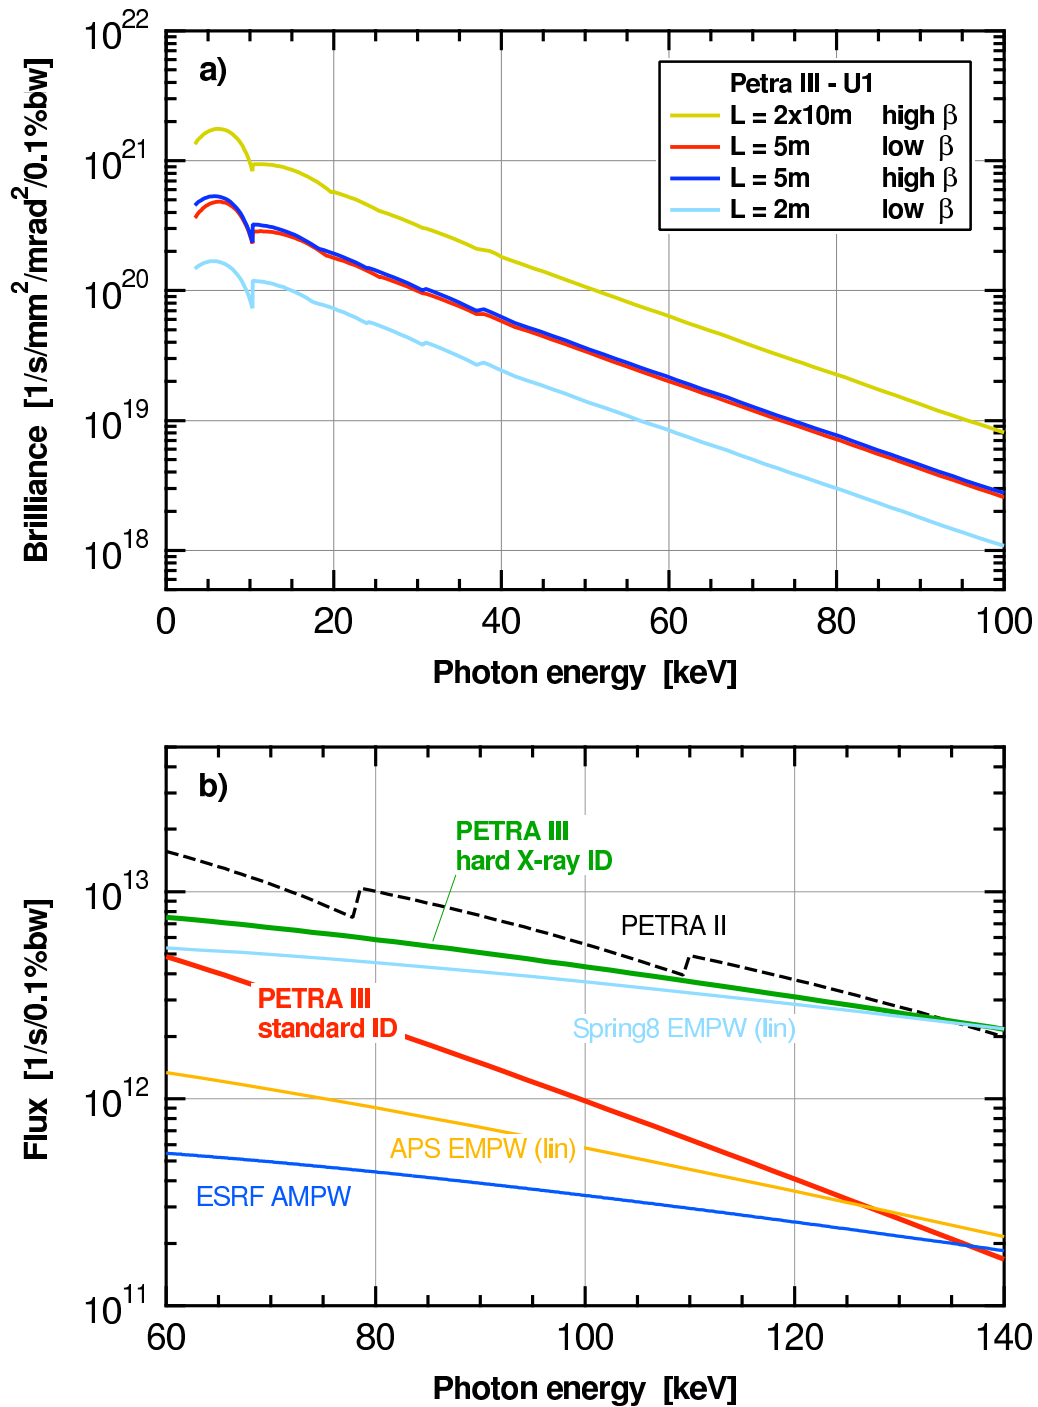 10^22
a)
Petra III - U1
L = 2x10m high β
L = 5m low β
L = 5m high β
L = 2m low β
10^21
10^20
10^19
10^18
Brilliance [1/s/mm^2/mrad^2/0.1%bw]
0 20 40 60 80 100
Photon energy [keV]
b)
PETRA III
hard X-ray ID
10^13
PETRA II
PETRA III
standard ID
Spring8 EMPW (lin)
10^12
APS EMPW (lin)
ESRF AMPW
10^11
Flux [1/s/0.1%bw]
60 80 100 120 140
Photon energy [keV]